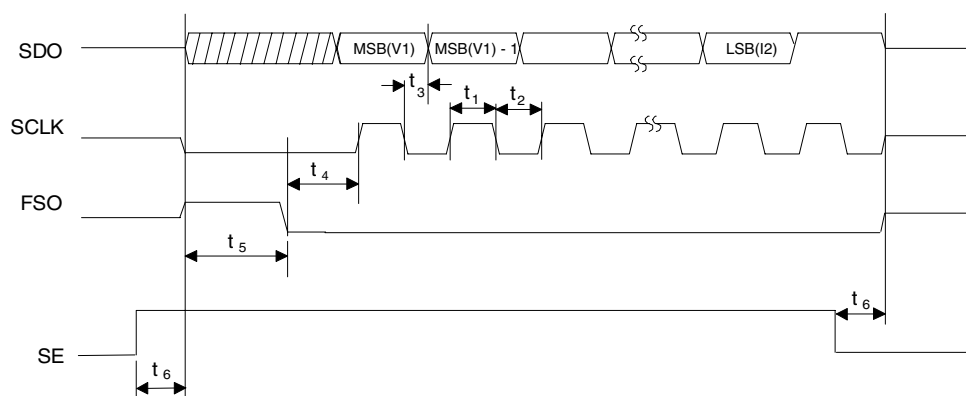 SDO
MSB(V1)
MSB(V1) - 1
LSB(I2)
t3
t1
t2
SCLK
t4
FSO
t5
t6
SE
t6